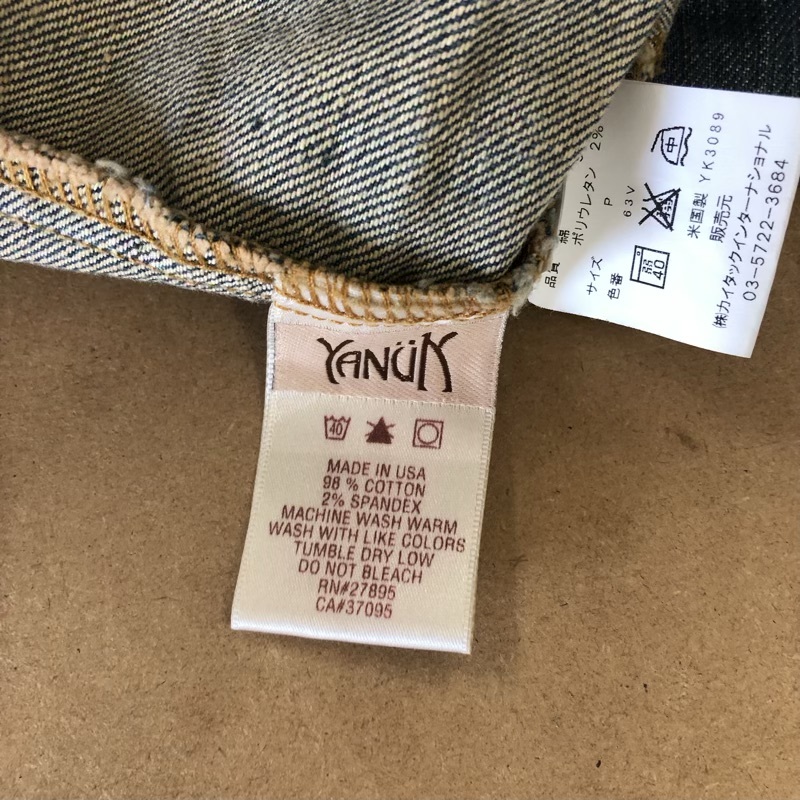 YANÜK
40
MADE IN USA
98 % COTTON
2% SPANDEX
MACHINE WASH WARM
WASH WITH LIKE COLORS
TUMBLE DRY LOW
DO NOT BLEACH
RN#27895
CA#37095
品質 綿
ポリウレタン 2%
サイズ P
色番 63V
弱 40
中
米国製 YK3089
販売元
㈱カイタックインターナショナル
03-5722-3684